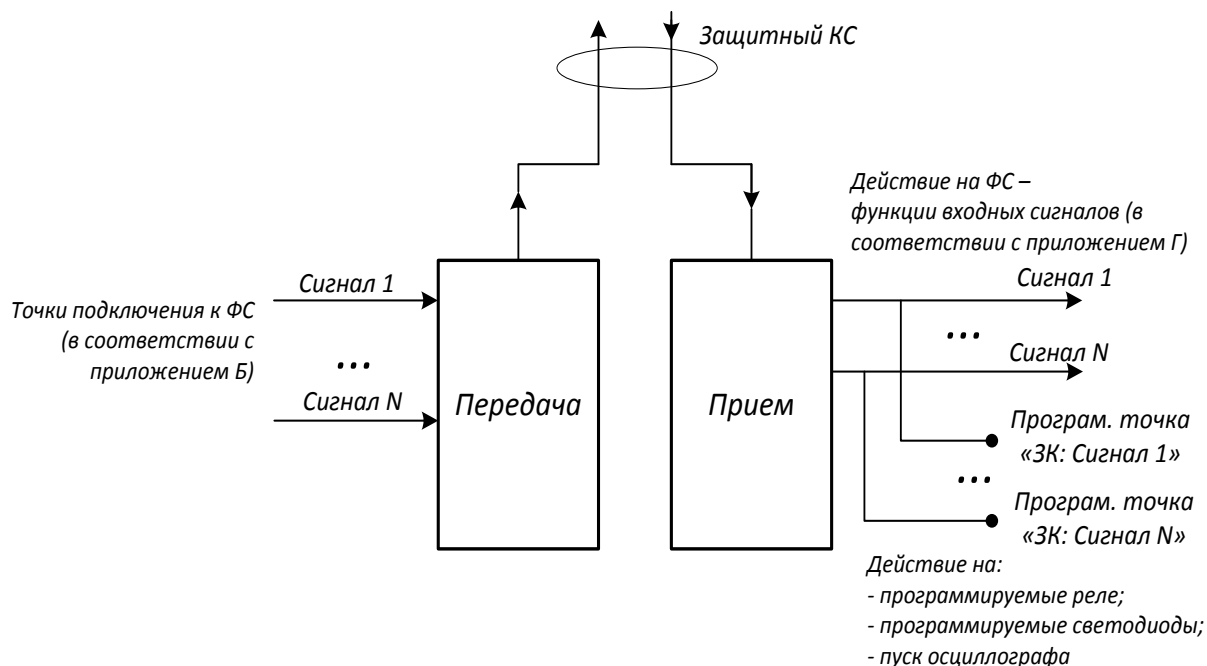 Защитный КС
Действие на ФС –
функции входных сигналов (в
соответствии с приложением Г)
Сигнал 1
Сигнал 1
Точки подключения к ФС
(в соответствии с
приложением Б)
...
...
Сигнал N
Сигнал N
Передача
Прием
Програм. точка
«ЗК: Сигнал 1»
...
Програм. точка
«ЗК: Сигнал N»
Действие на:
- программируемые реле;
- программируемые светодиоды;
- пуск осциллографа